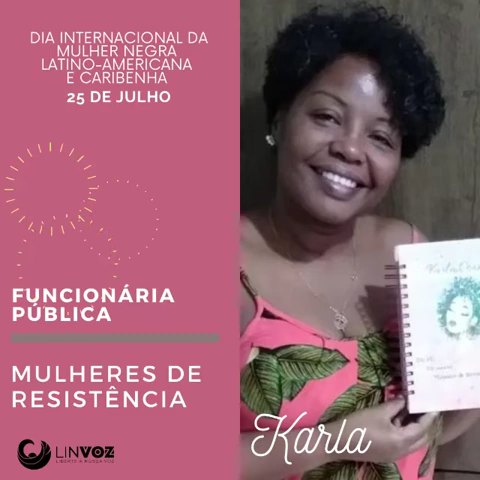 DIA INTERNACIONAL DA
MULHER NEGRA
LATINO-AMERICANA
E CARIBENHA
25 DE JULHO
FUNCIONÁRIA
PÚBLICA
MULHERES DE
RESISTÊNCIA
LINVOZ
Karla